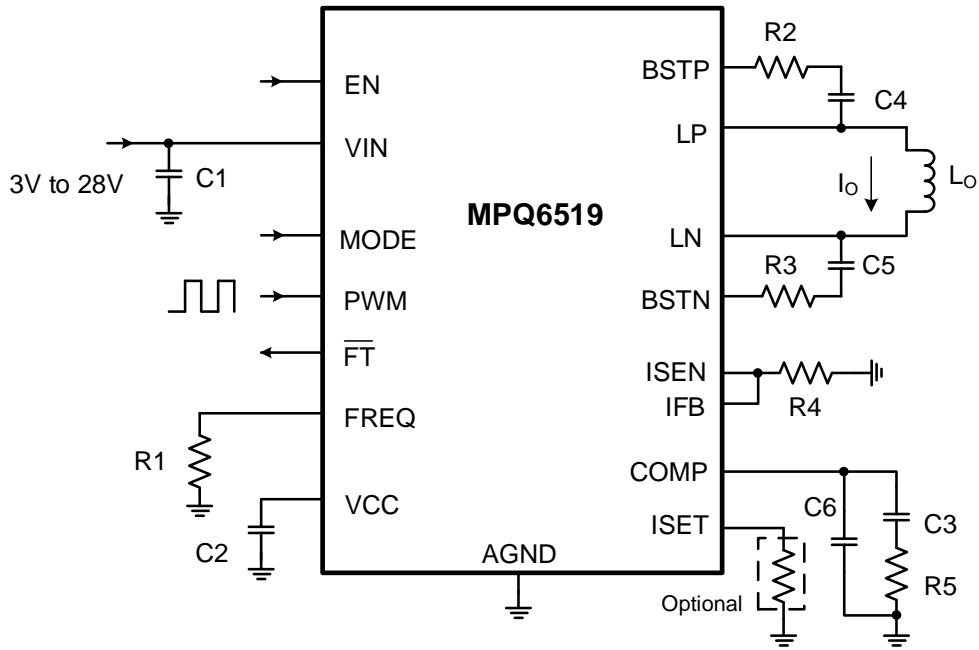 EN
VIN
3V to 28V
C1
MODE
PWM
FT
FREQ
R1
VCC
C2
AGND
MPQ6519
BSTP
R2
C4
LP
IO
LO
LN
C5
R3
BSTN
ISEN
IFB
R4
COMP
C6
C3
ISET
R5
Optional